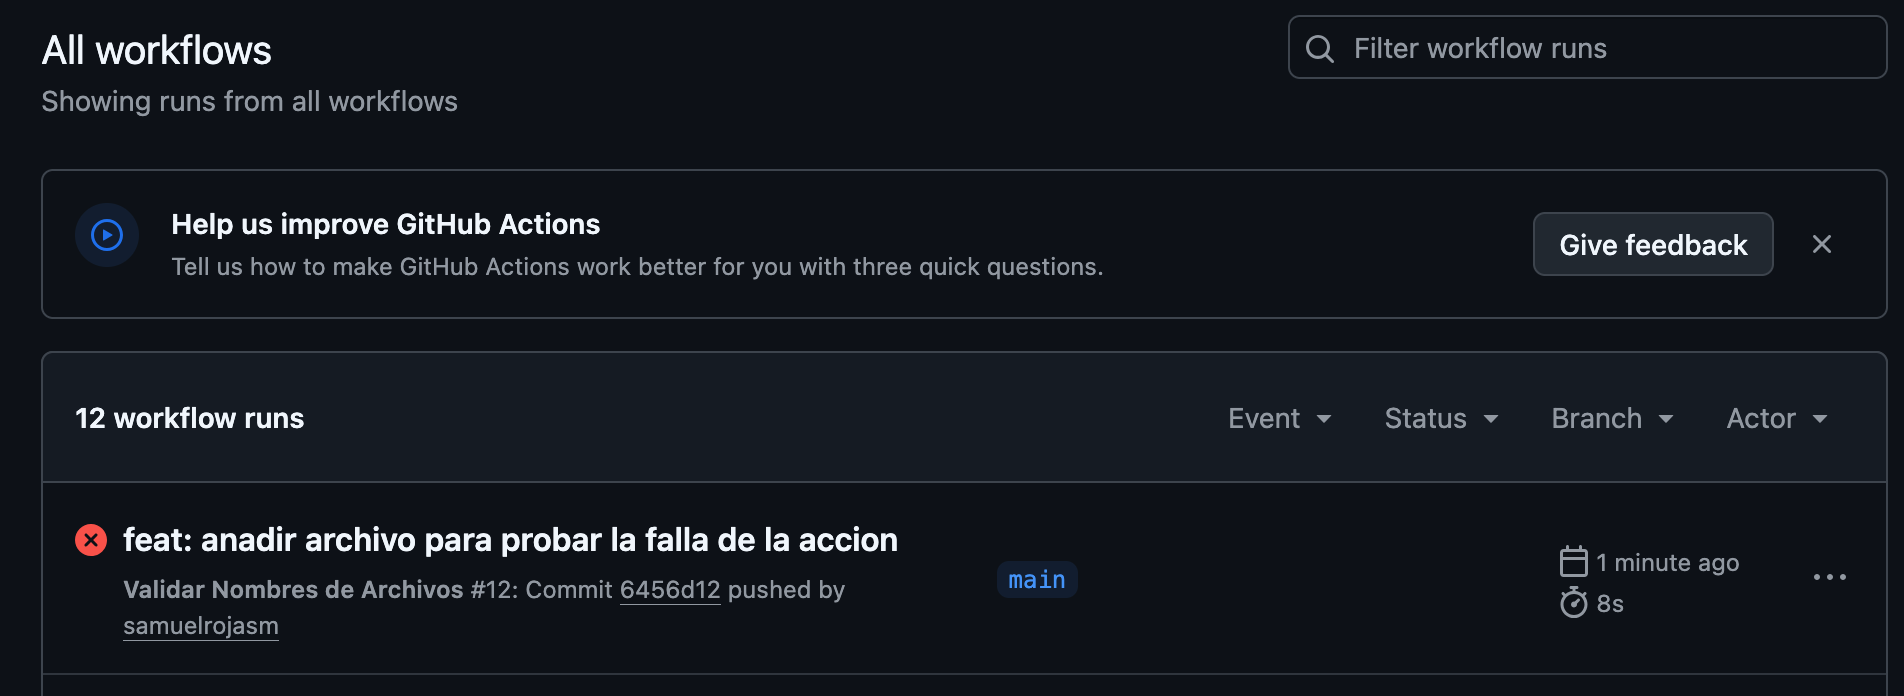 All workflows
Filter workflow runs
Showing runs from all workflows
Help us improve GitHub Actions
Tell us how to make GitHub Actions work better for you with three quick questions.
Give feedback
12 workflow runs
Event
Status
Branch
Actor
feat: anadir archivo para probar la falla de la accion
Validar Nombres de Archivos #12: Commit 6456d12 pushed by
samuelrojasm
main
1 minute ago
8s